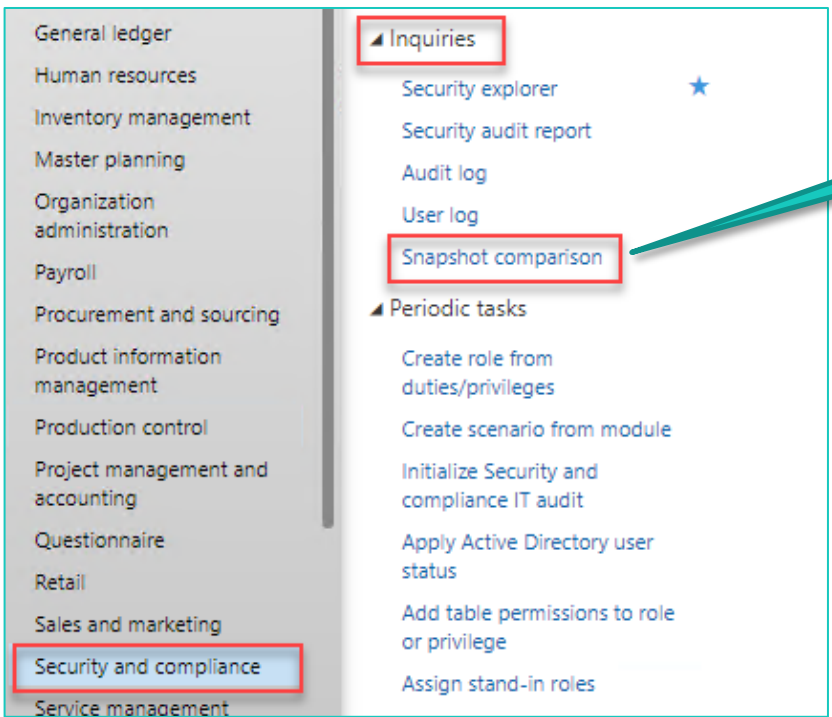 General ledger
Human resources
Inventory management
Master planning
Organization
administration
Payroll
Procurement and sourcing
Product information
management
Production control
Project management and
accounting
Questionnaire
Retail
Sales and marketing
Security and compliance
Service management
Inquiries
Security explorer
Security audit report
Audit log
User log
Snapshot comparison
Periodic tasks
Create role from
duties/privileges
Create scenario from module
Initialize Security and
compliance IT audit
Apply Active Directory user
status
Add table permissions to role
or privilege
Assign stand-in roles